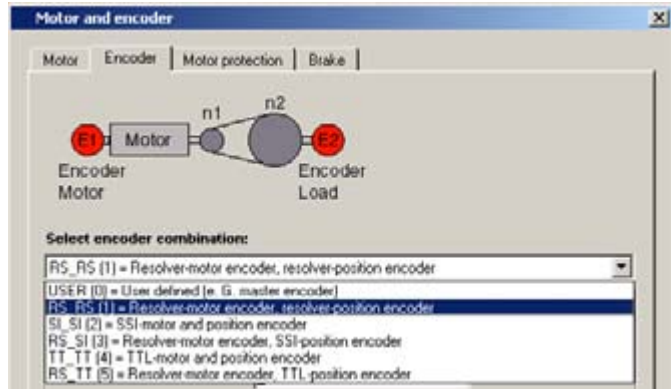 Motor and encoder
Motor Encoder Motor protection Brake
n1 n2
E1 Motor E2
Encoder Encoder
Motor Load
Select encoder combination:
RS_RS (1) = Resolver-motor encoder, resolver-position encoder
USER (0) = User defined (e. G. master encoder)
RS_RS (1) = Resolver-motor encoder, resolver-position encoder
SI_SI (2) = SSI-motor and position encoder
RS_SI (3) = Resolver-motor encoder, SSI-position encoder
TT_TT (4) = TTL-motor and position encoder
RS_TT (5) = Resolver-motor encoder, TTL-position encoder